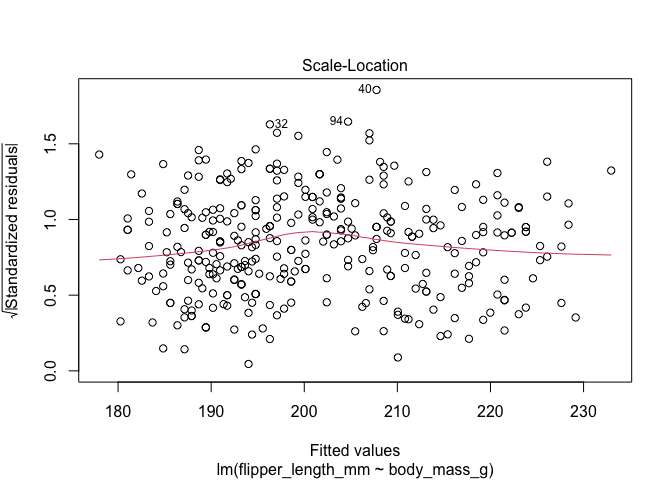 Scale-Location
40
32
94
√|Standardized residuals|
0.0 0.5 1.0 1.5
180 190 200 210 220 230
Fitted values
lm(flipper_length_mm ~ body_mass_g)